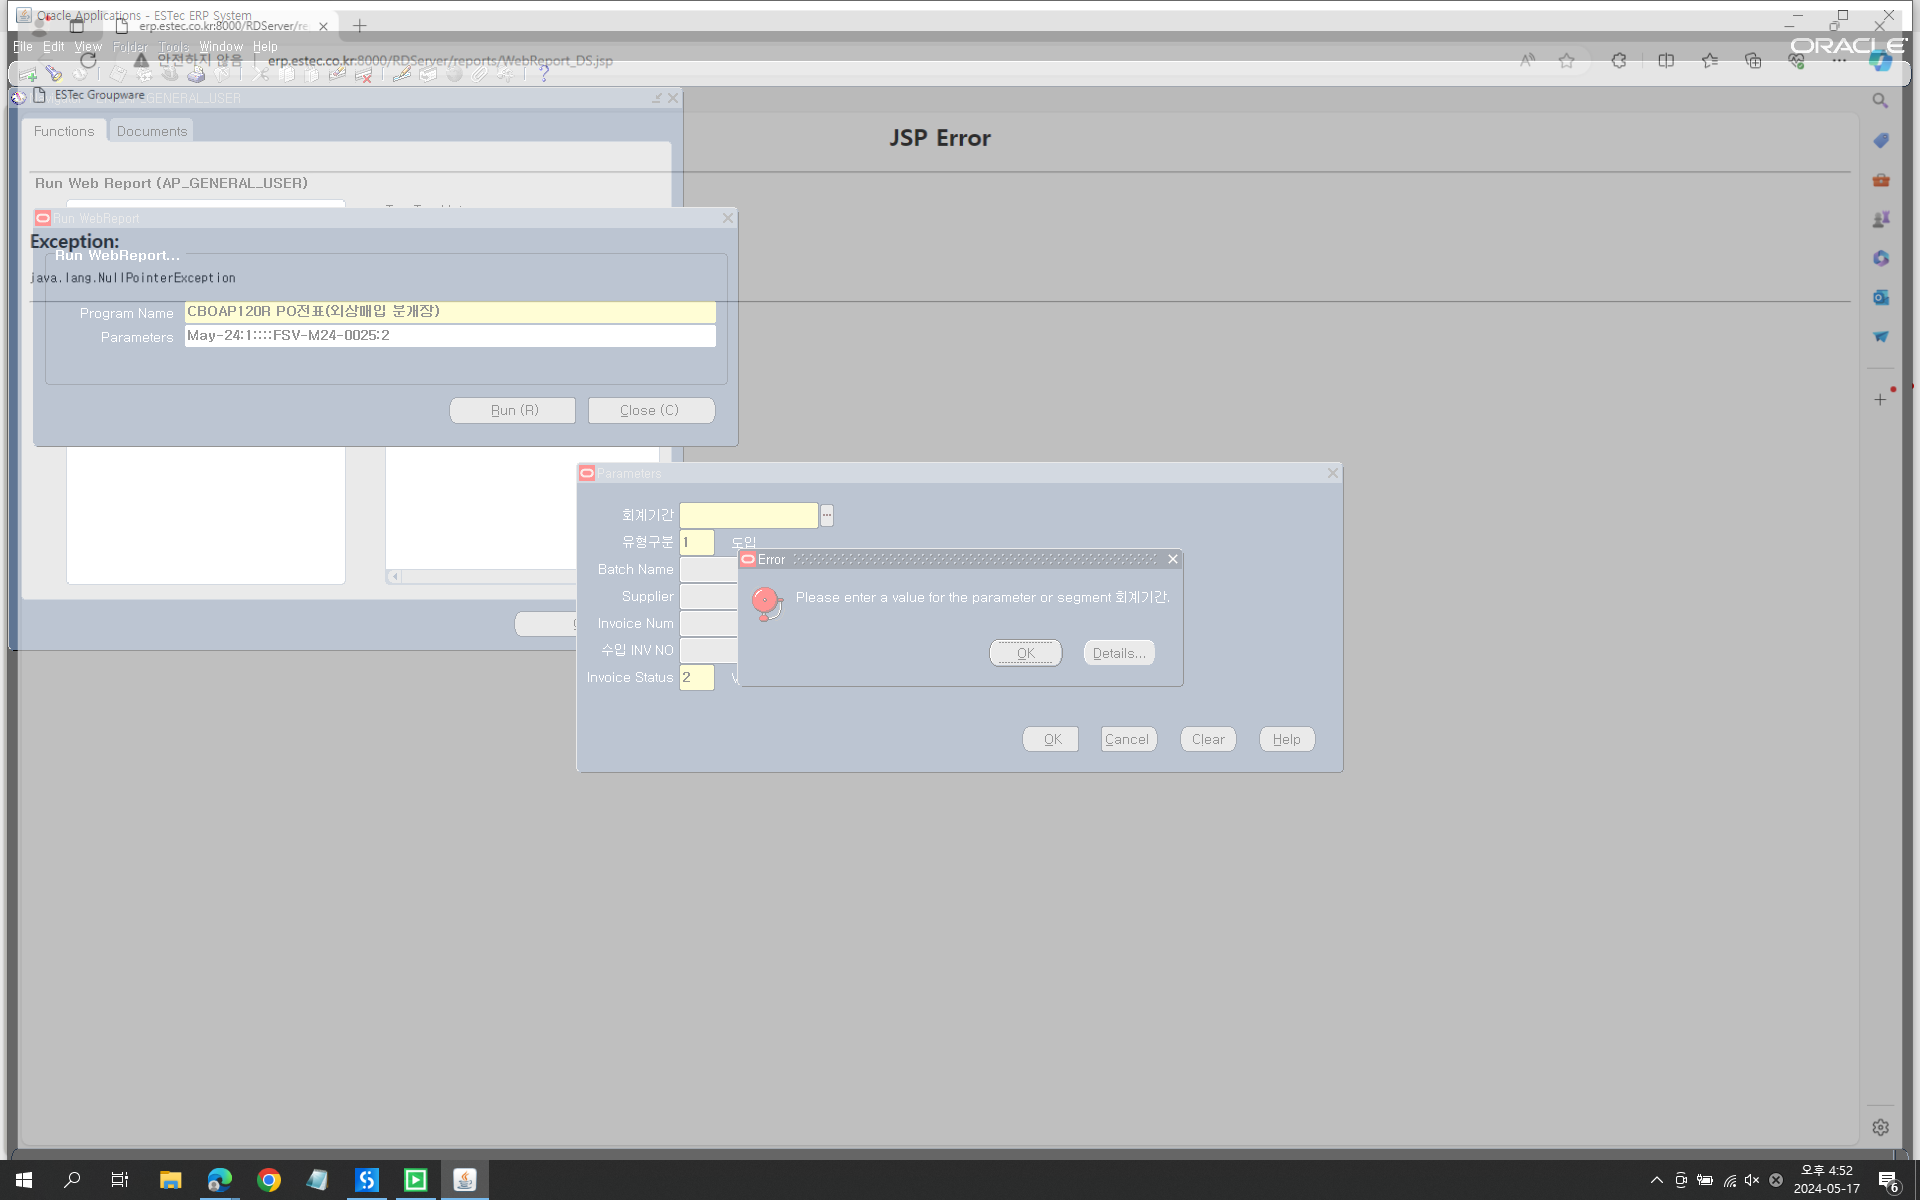 Oracle Applications - ESTec ERP System
erp.estec.co.kr:8000/RDServer/re
File Edit View Folder Tools Window Help
ORACLE
안전하지 않음
erp.estec.co.kr:8000/RDServer/reports/WebReport_DS.jsp
ESTec Groupware
GENERAL_USER
Functions Documents
JSP Error
Run Web Report (AP_GENERAL_USER)
Run WebReport
Exception:
Run WebReport...
java.lang.NullPointerException
Program Name CBOAP120R PO전표(외상매입 분개장)
Parameters May-24:1::::FSV-M24-0025:2
Run (R) Close (C)
Parameters
회계기간
유형구분 1 도입
Batch Name
Supplier
Invoice Num
수입 INV NO
Invoice Status 2
Error
Please enter a value for the parameter or segment 회계기간.
OK Details...
OK Cancel Clear Help
오후 4:52
2024-05-17
6